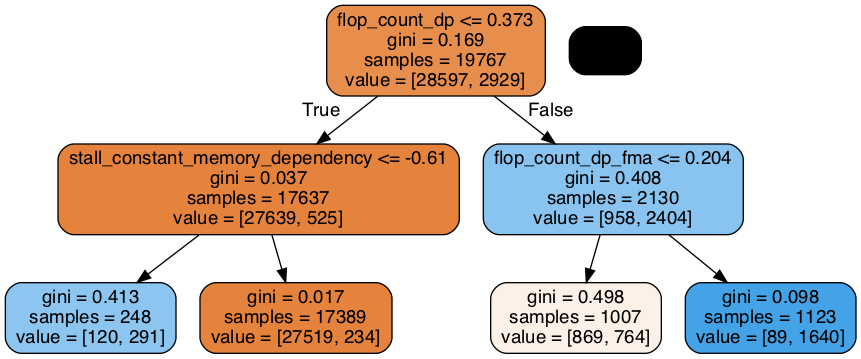 flop_count_dp <= 0.373
gini = 0.169
samples = 19767
value = [28597, 2929]
True
False
stall_constant_memory_dependency <= -0.61
gini = 0.037
samples = 17637
value = [27639, 525]
flop_count_dp_fma <= 0.204
gini = 0.408
samples = 2130
value = [958, 2404]
gini = 0.413
samples = 248
value = [120, 291]
gini = 0.017
samples = 17389
value = [27519, 234]
gini = 0.498
samples = 1007
value = [869, 764]
gini = 0.098
samples = 1123
value = [89, 1640]